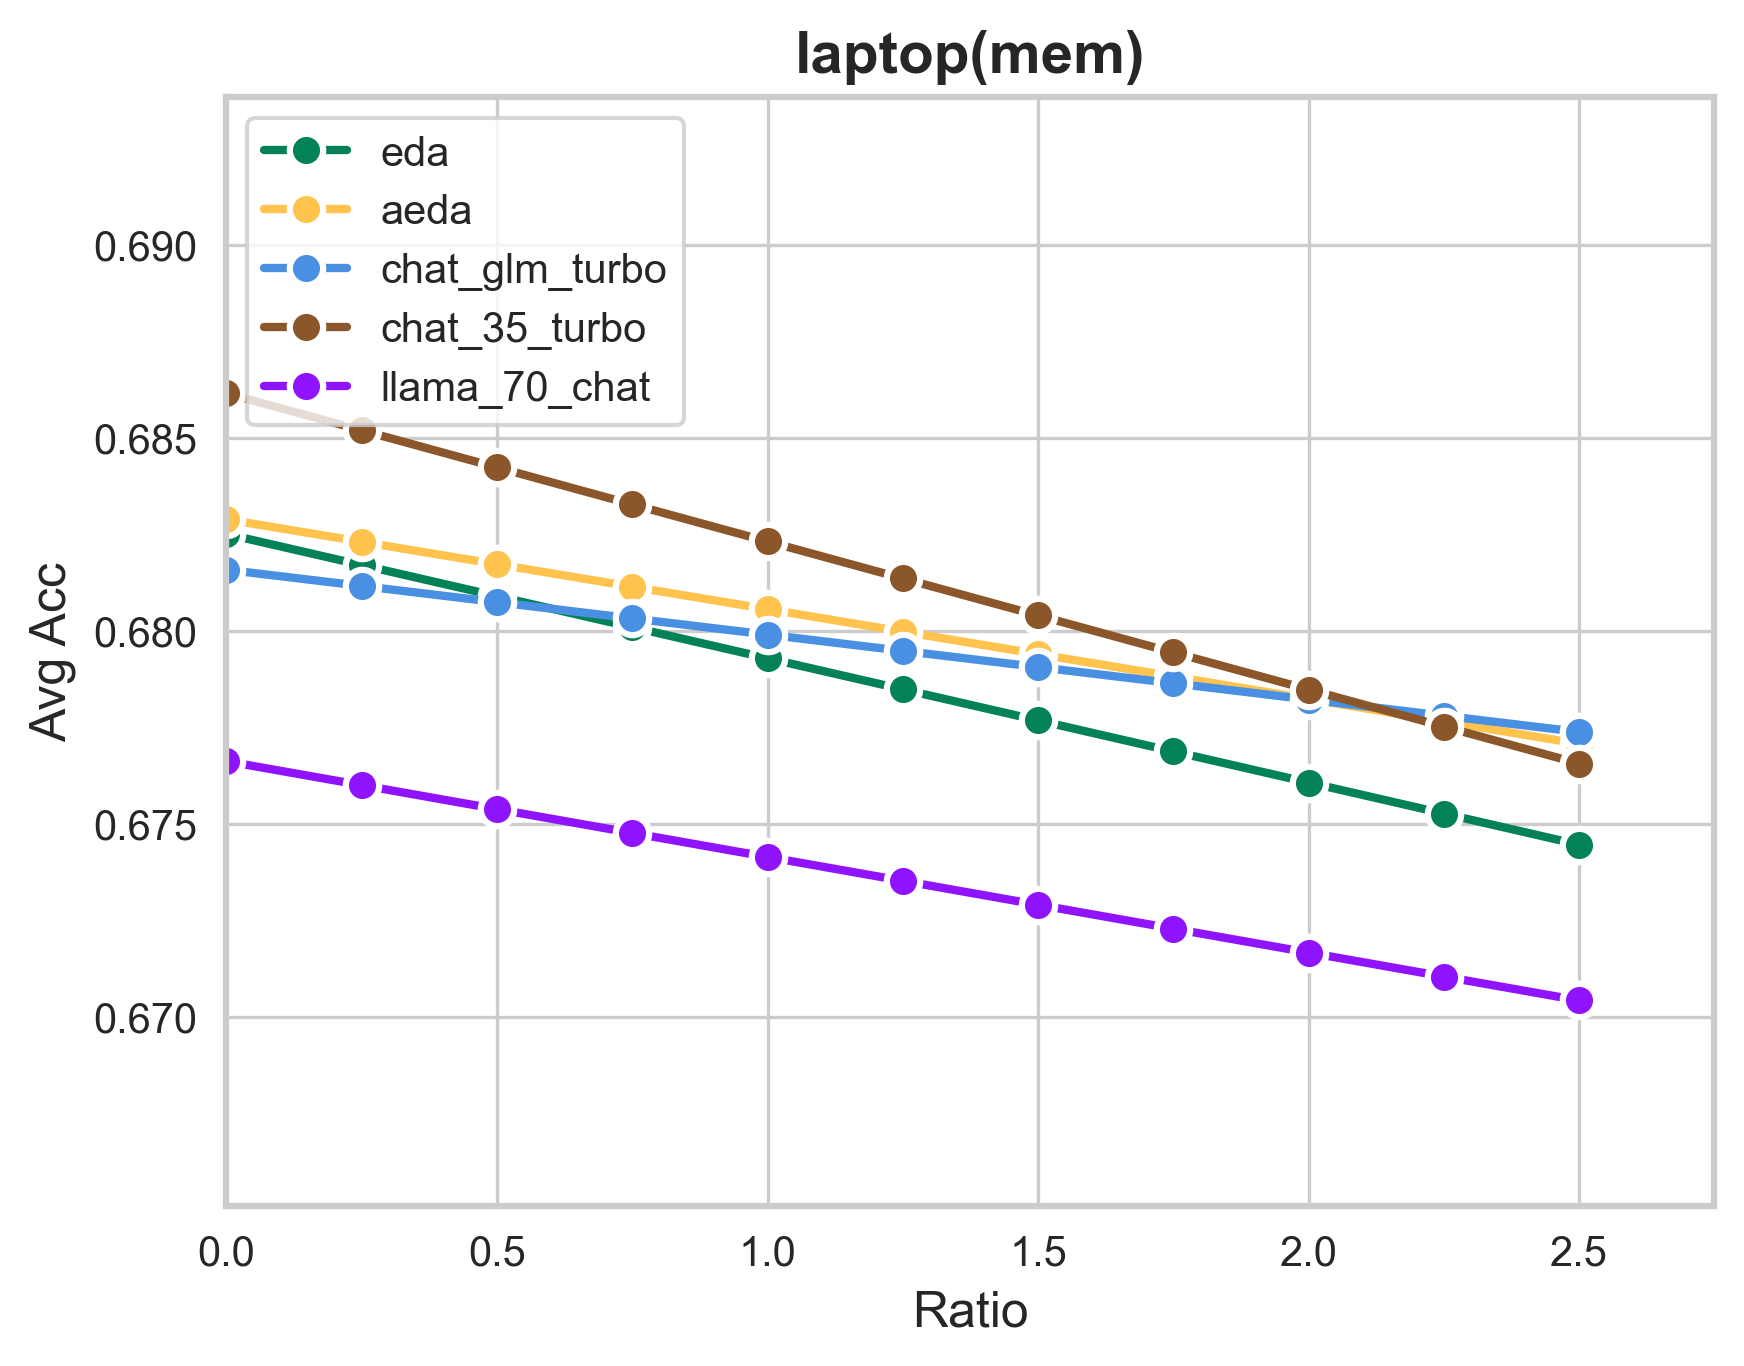 laptop(mem)
eda
aeda
chat_glm_turbo
chat_35_turbo
llama_70_chat
Avg Acc
0.690
0.685
0.680
0.675
0.670
0.0 0.5 1.0 1.5 2.0 2.5
Ratio